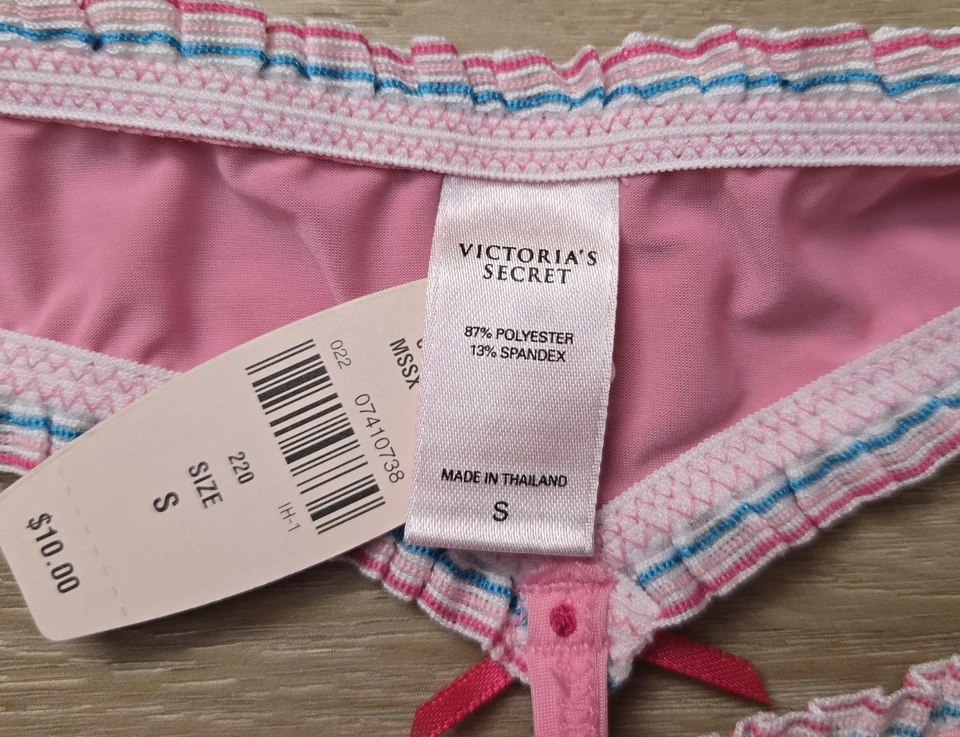 VICTORIA'S
SECRET
87% POLYESTER
13% SPANDEX
MADE IN THAILAND
S
MSSX
022
07410738
IH-1
220
SIZE
S
$10.00